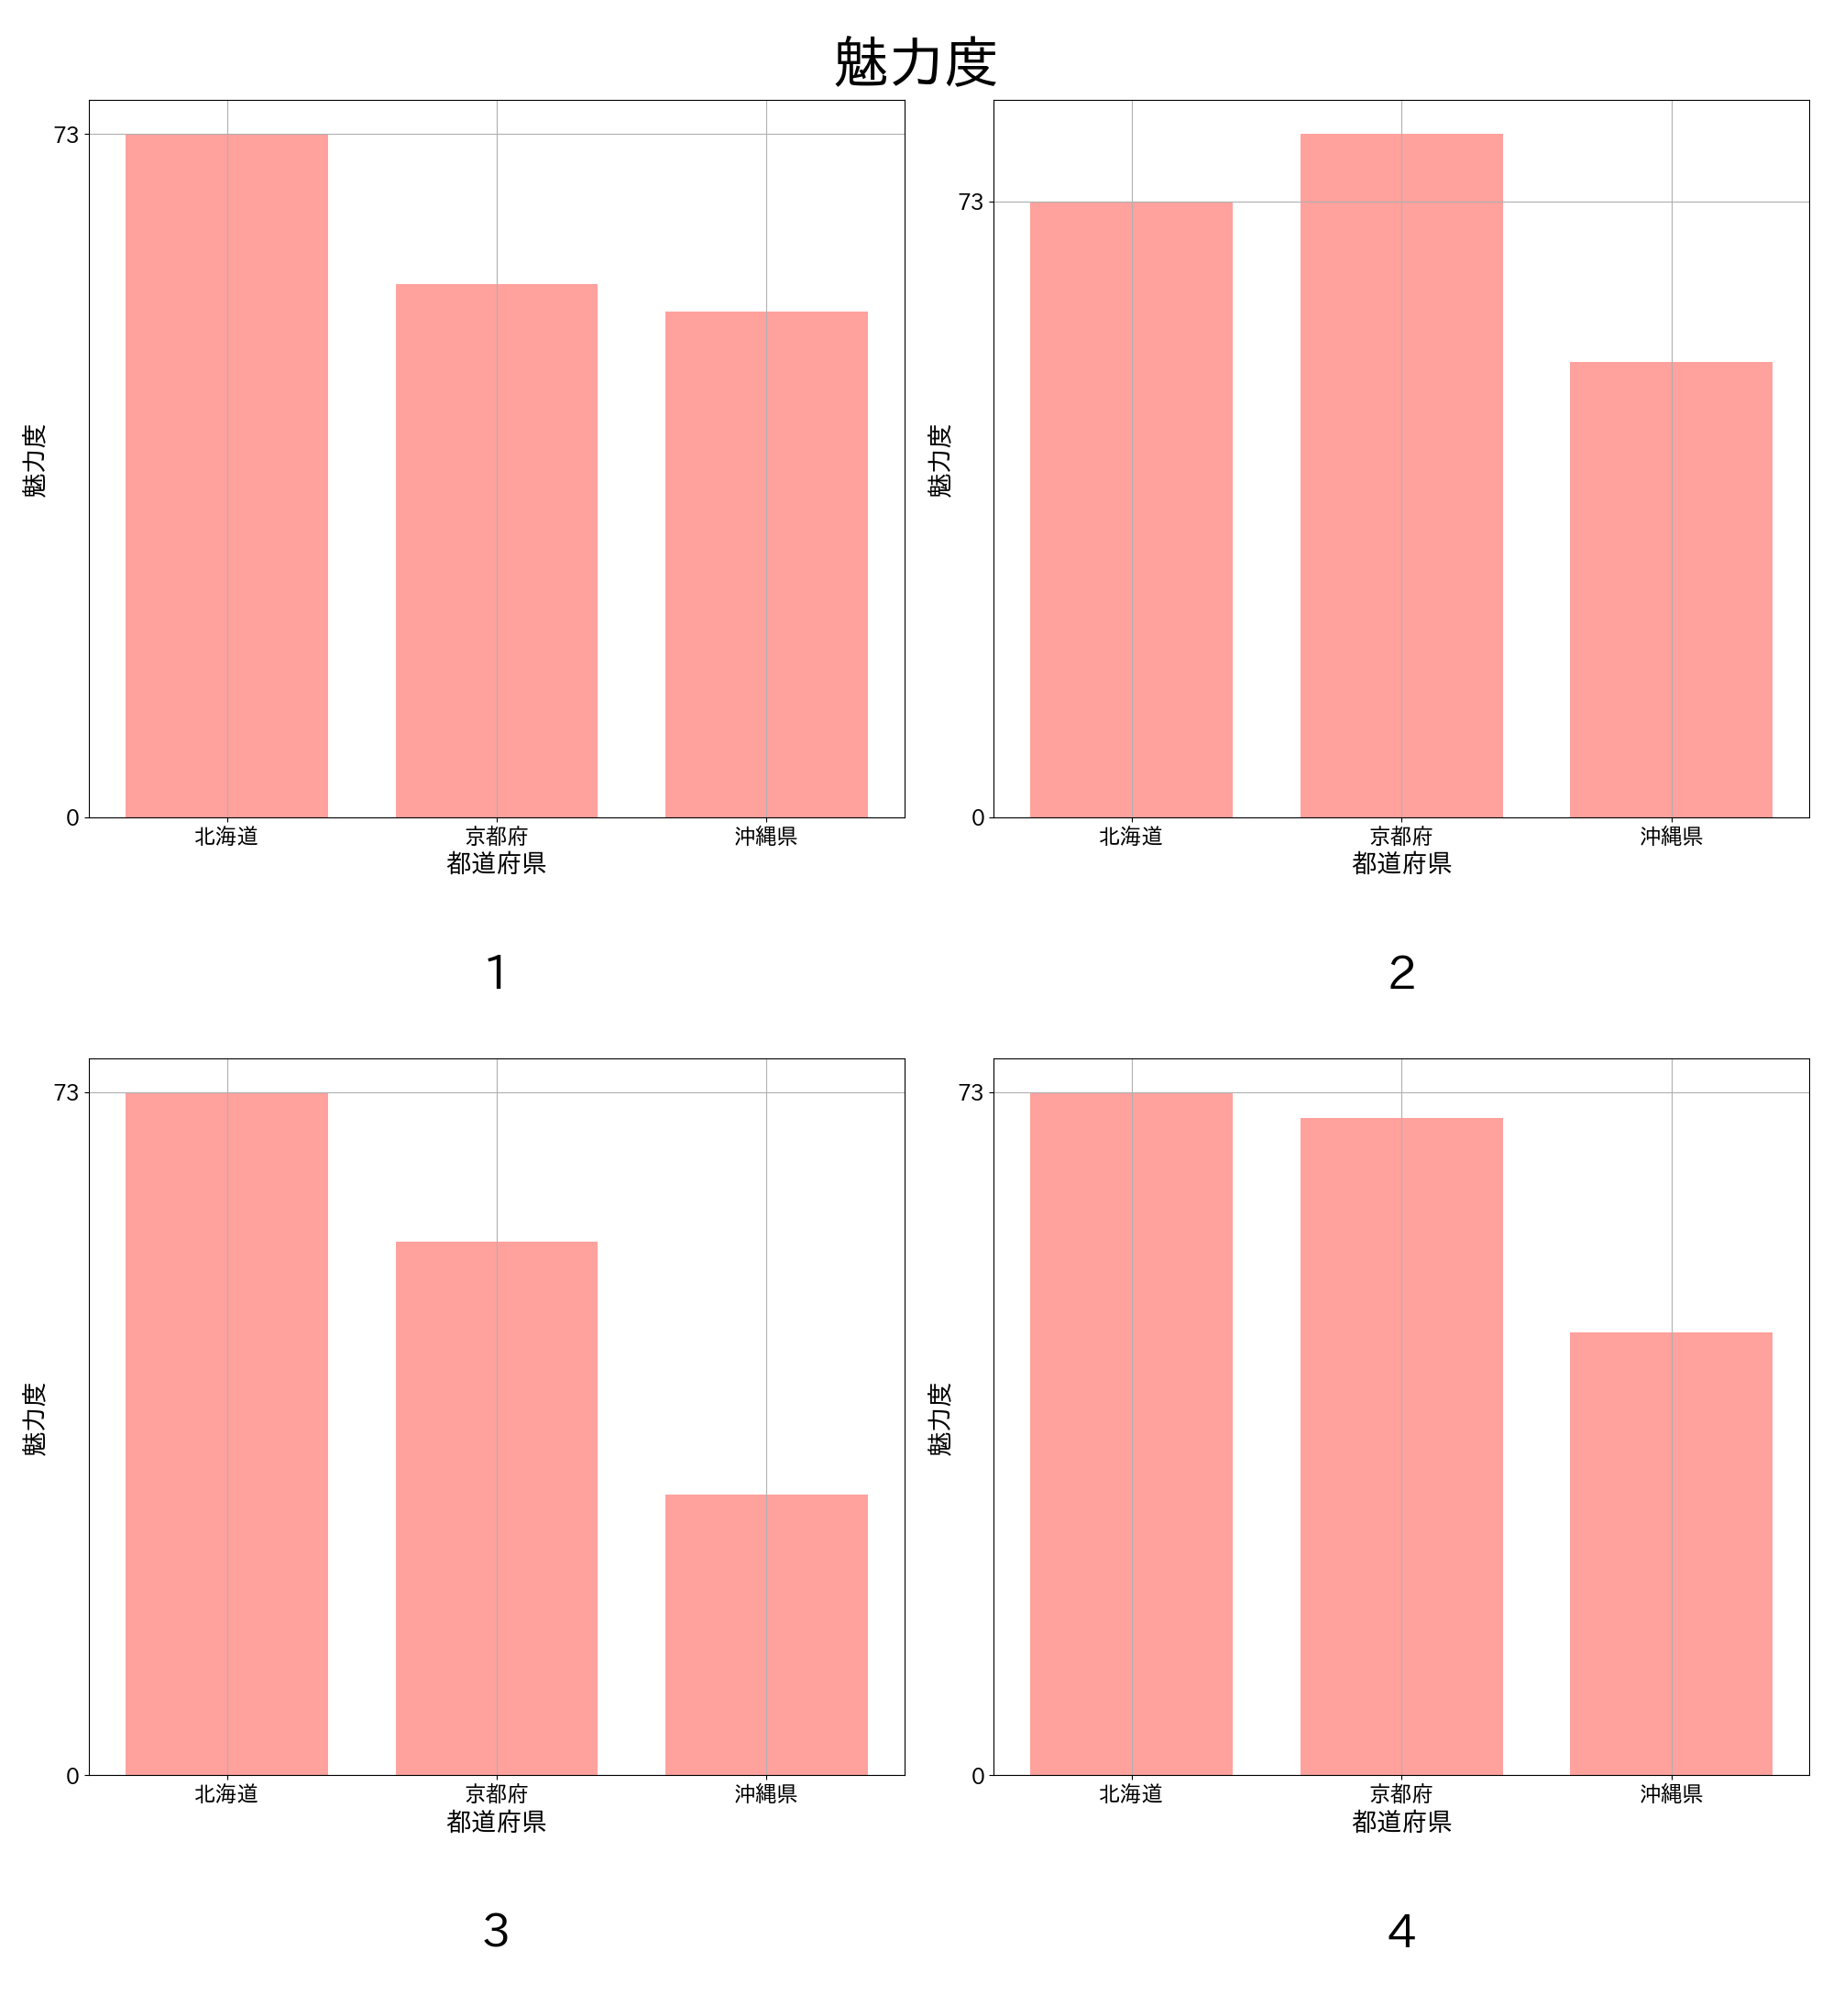 魅力度
73
0
魅力度
北海道 京都府 沖縄県
都道府県
1
73
0
魅力度
北海道 京都府 沖縄県
都道府県
2
73
0
魅力度
北海道 京都府 沖縄県
都道府県
3
73
0
魅力度
北海道 京都府 沖縄県
都道府県
4